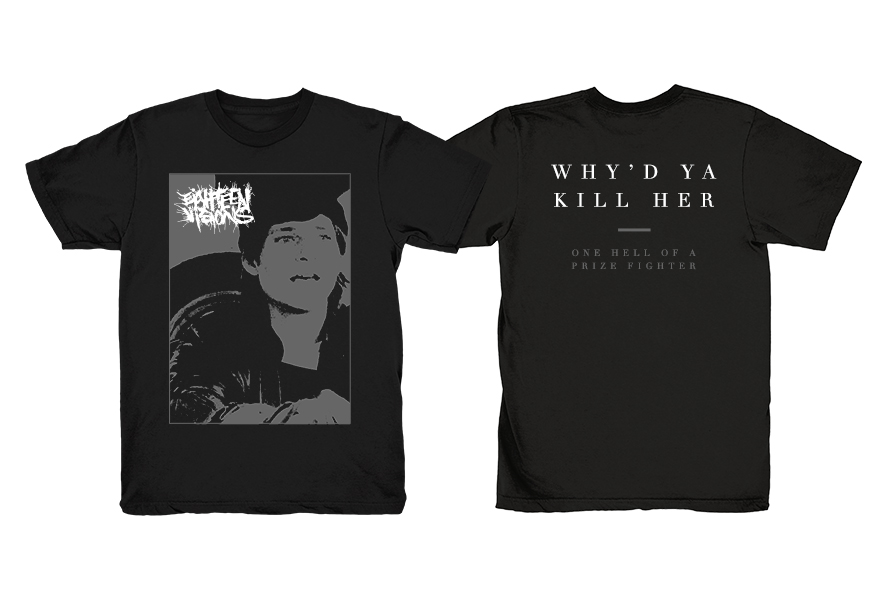 EIGHTEEN
VISIONS
WHY'D YA
KILL HER
ONE HELL OF A
PRIZE FIGHTER